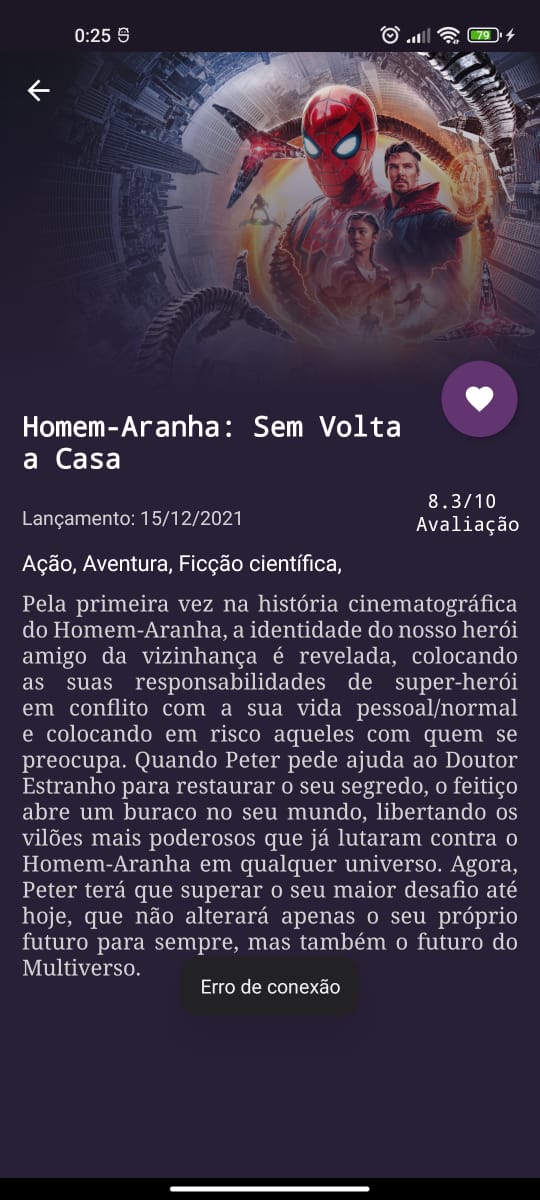 0:25
79
Homem-Aranha: Sem Volta
a Casa
8.3/10
Avaliação
Lançamento: 15/12/2021
Ação, Aventura, Ficção científica,
Pela primeira vez na história cinematográfica
do Homem-Aranha, a identidade do nosso herói
amigo da vizinhança é revelada, colocando
as suas responsabilidades de super-herói
em conflito com a sua vida pessoal/normal
e colocando em risco aqueles com quem se
preocupa. Quando Peter pede ajuda ao Doutor
Estranho para restaurar o seu segredo, o feitiço
abre um buraco no seu mundo, libertando os
vilões mais poderosos que já lutaram contra o
Homem-Aranha em qualquer universo. Agora,
Peter terá que superar o seu maior desafio até
hoje, que não alterará apenas o seu próprio
futuro para sempre, mas também o futuro do
Multiverso.
Erro de conexão